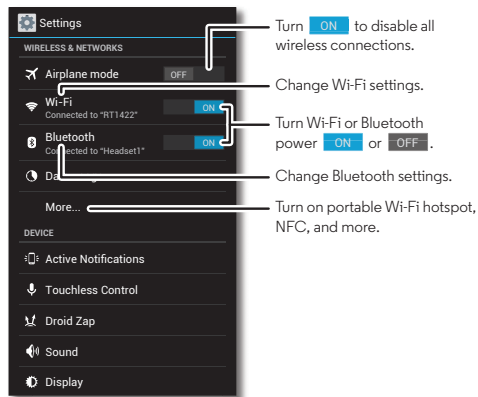 Settings
WIRELESS & NETWORKS
Airplane mode
OFF
Wi-Fi
Connected to "RT1422"
ON
Bluetooth
Connected to "Headset1"
ON
More...
DEVICE
Active Notifications
Touchless Control
Droid Zap
Sound
Display
Turn ON to disable all
wireless connections.
Change Wi-Fi settings.
Turn Wi-Fi or Bluetooth
power ON or OFF .
Change Bluetooth settings.
Turn on portable Wi-Fi hotspot,
NFC, and more.